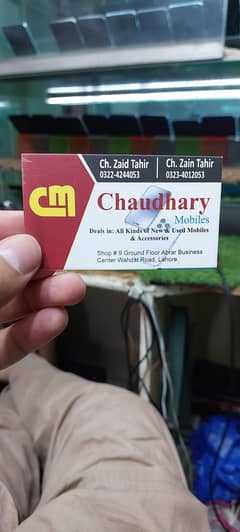 Ch. Zaid Tahir
0322-4244053
Ch. Zain Tahir
0323-4012053
CM
Chaudhary
Mobiles
Deals in: All Kinds of New & Used Mobiles
& Accessories
Shop # 9 Ground Floor Abrar Business
Center Wahdat Road, Lahore.